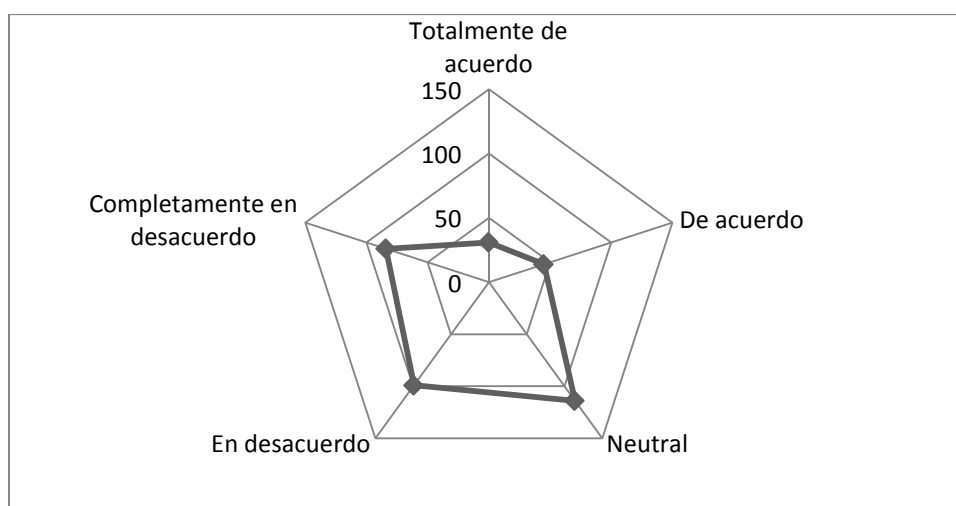 Totalmente de
acuerdo
150
100
50
0
De acuerdo
Neutral
En desacuerdo
Completamente en
desacuerdo